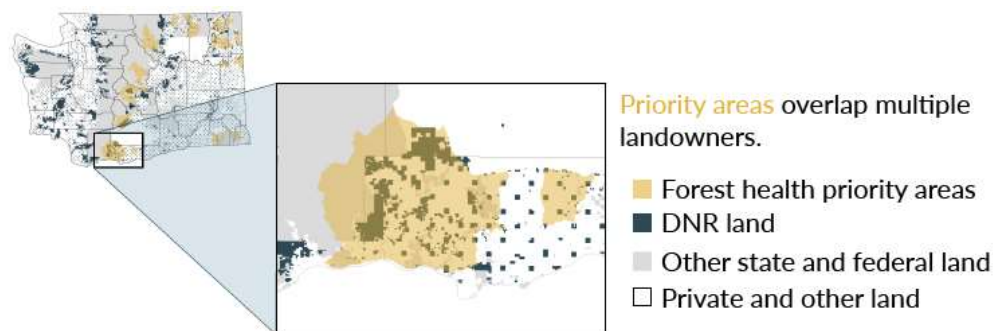 Priority areas overlap multiple
landowners.
Forest health priority areas
DNR land
Other state and federal land
Private and other land